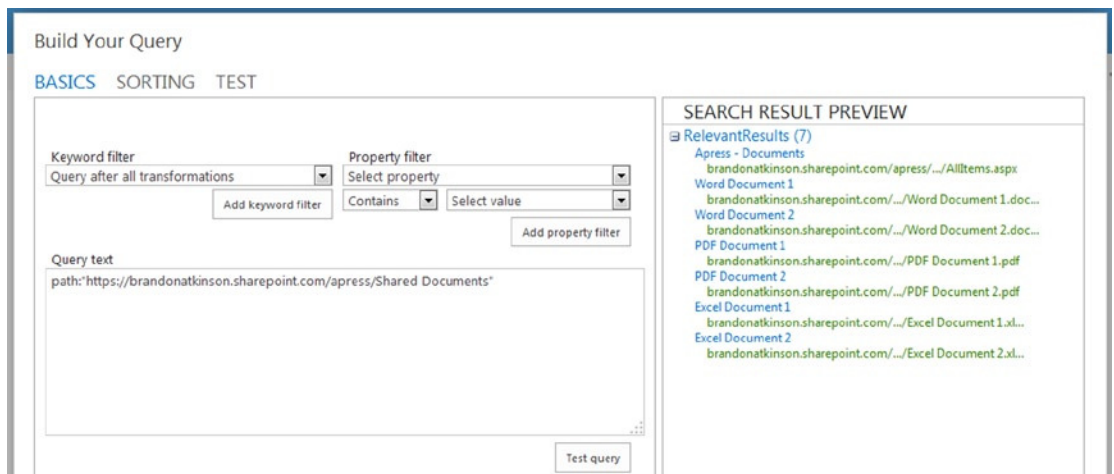 Build Your Query
BASICS SORTING TEST
Keyword filter
Query after all transformations
Add keyword filter
Property filter
Select property
Contains Select value
Add property filter
Query text
path:"https://brandonatkinson.sharepoint.com/apress/Shared Documents"
Test query
SEARCH RESULT PREVIEW
RelevantResults (7)
Apress - Documents
brandonatkinson.sharepoint.com/apress/.../AllItems.aspx
Word Document 1
brandonatkinson.sharepoint.com/.../Word Document 1.doc...
Word Document 2
brandonatkinson.sharepoint.com/.../Word Document 2.doc...
PDF Document 1
brandonatkinson.sharepoint.com/.../PDF Document 1.pdf
PDF Document 2
brandonatkinson.sharepoint.com/.../PDF Document 2.pdf
Excel Document 1
brandonatkinson.sharepoint.com/.../Excel Document 1.xl...
Excel Document 2
brandonatkinson.sharepoint.com/.../Excel Document 2.xl...